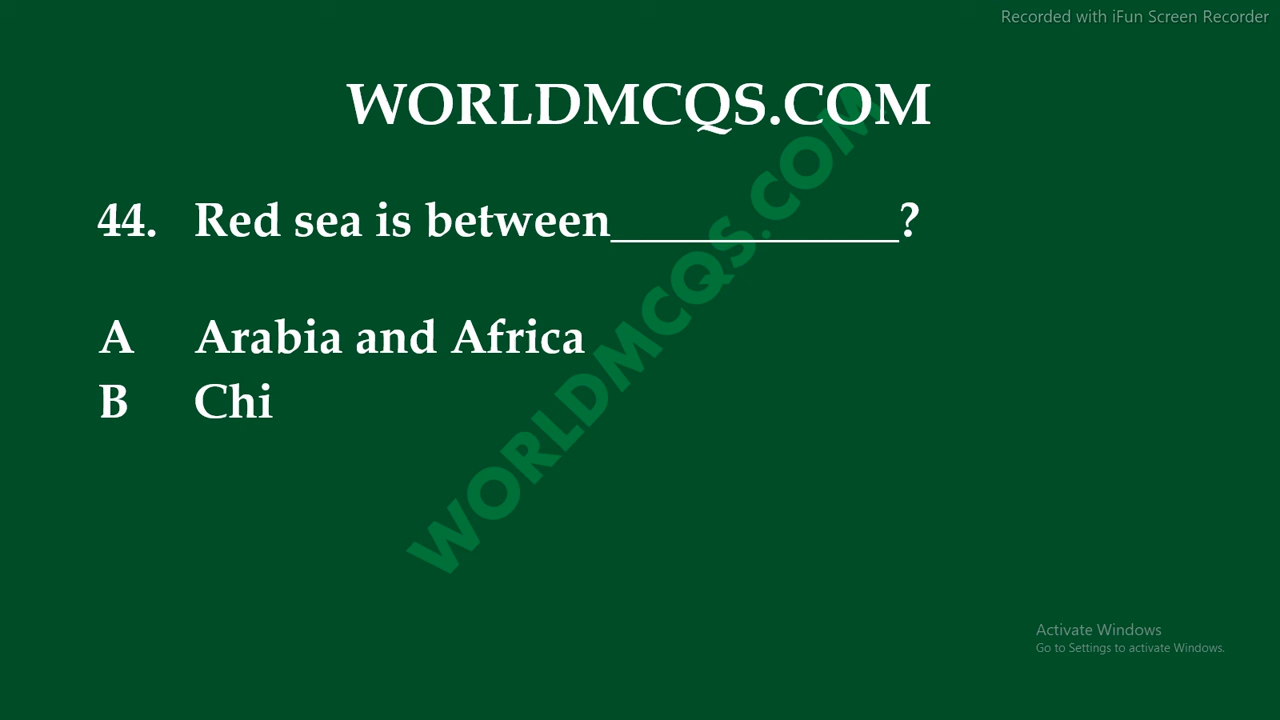 Recorded with iFun Screen Recorder
WORLDMCQS.COM
44. Red sea is between____________?
A Arabia and Africa
B Chi
WORLDMCQS.COM
Activate Windows
Go to Settings to activate Windows.